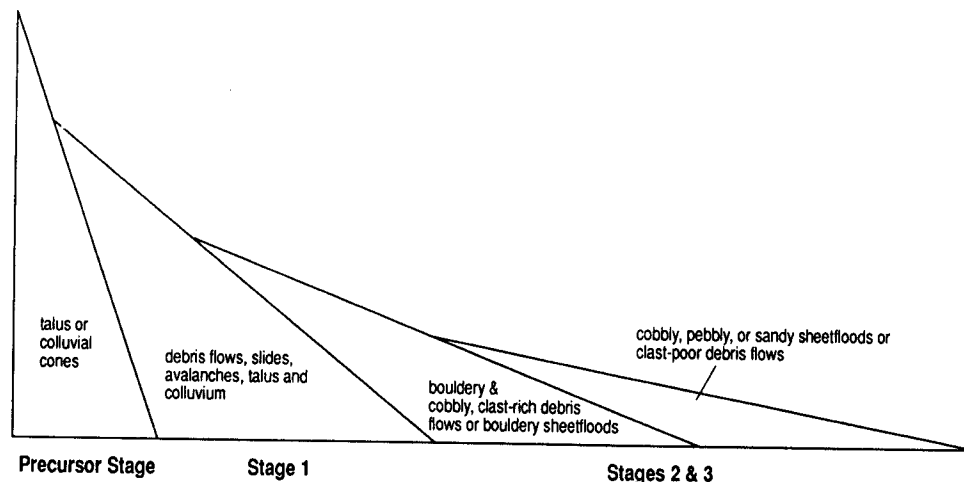 talus or
colluvial
cones
debris flows, slides,
avalanches, talus and
colluvium
bouldery &
cobbly, clast-rich debris
flows or bouldery sheetfloods
cobbly, pebbly, or sandy sheetfloods or
clast-poor debris flows
Precursor Stage
Stage 1
Stages 2 & 3